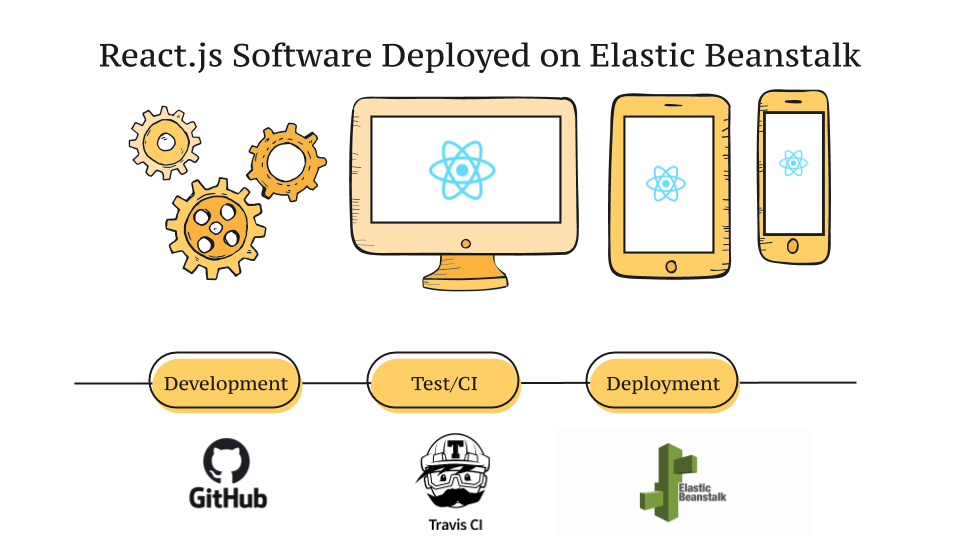 React.js Software Deployed on Elastic Beanstalk
Development
Test/CI
Deployment
GitHub
T
Travis CI
Elastic
Beanstalk